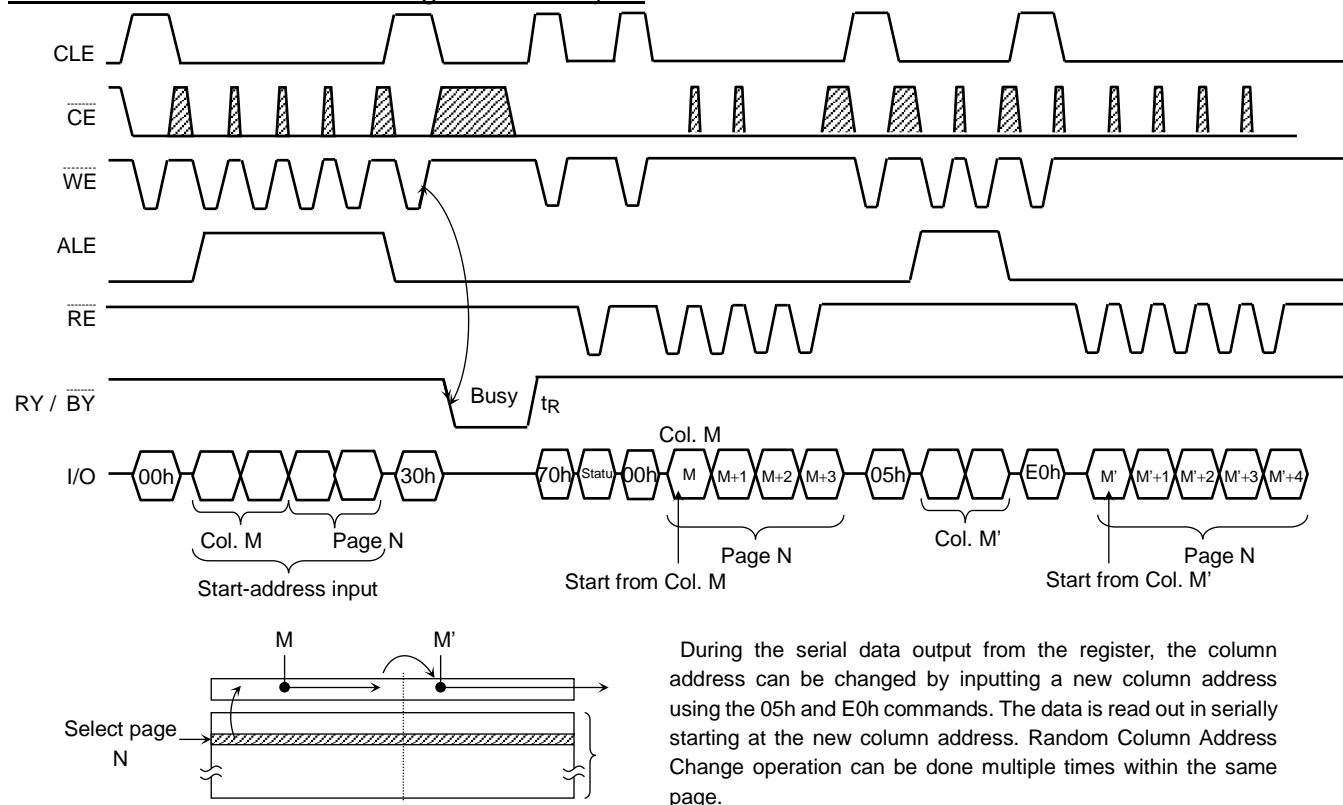 CLE
CE
WE
ALE
RE
RY / BY
Busy
tR
Col. M
I/O
00h
30h
70h
Statu
00h
M
M+1
M+2
M+3
05h
E0h
M'
M'+1
M'+2
M'+3
M'+4
Col. M
Page N
Page N
Col. M'
Page N
Start-address input
Start from Col. M
Start from Col. M'
M
M'
Select page
N
During the serial data output from the register, the column
address can be changed by inputting a new column address
using the 05h and E0h commands. The data is read out in serially
starting at the new column address. Random Column Address
Change operation can be done multiple times within the same
page.